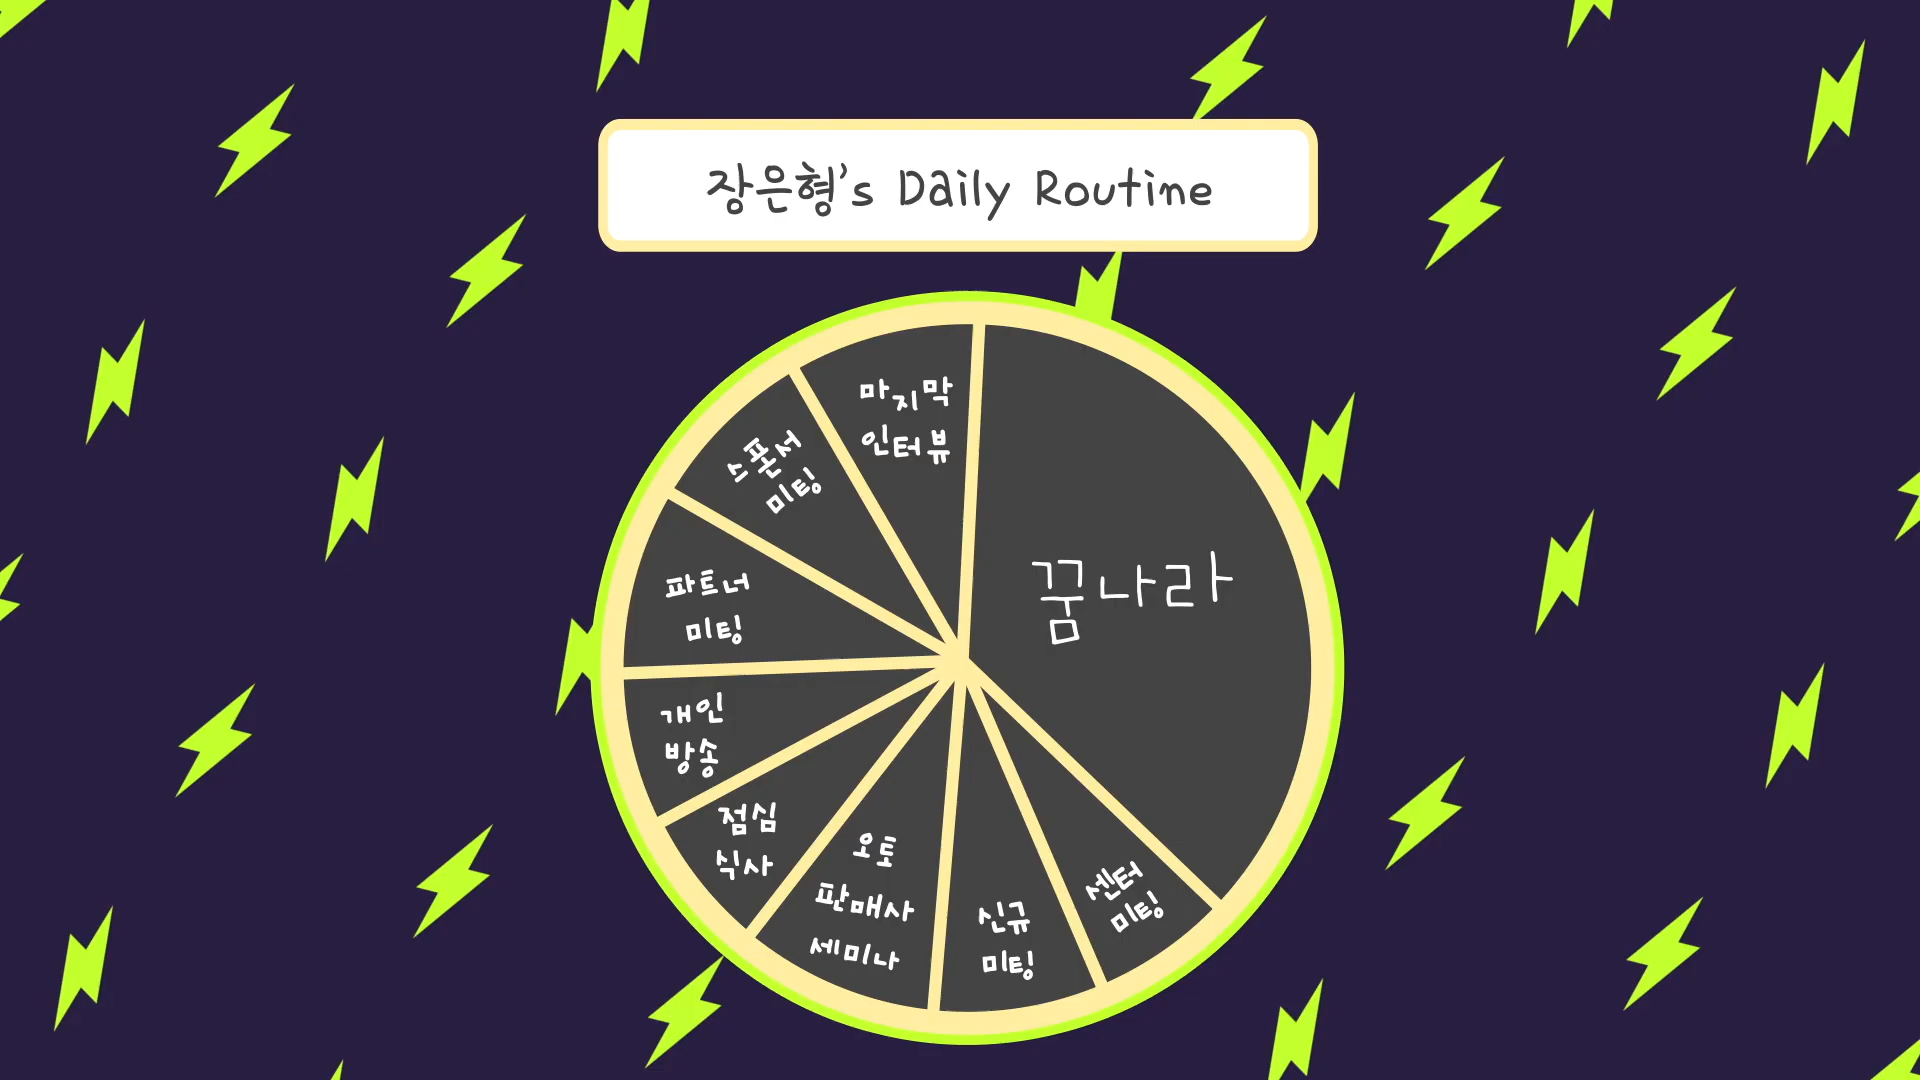 장은형's Daily Routine
꿈나라
센터
미팅
신규
미팅
오토
판매사
세미나
점심
식사
개인
방송
파트너
미팅
스폰서
미팅
마지막
인터뷰